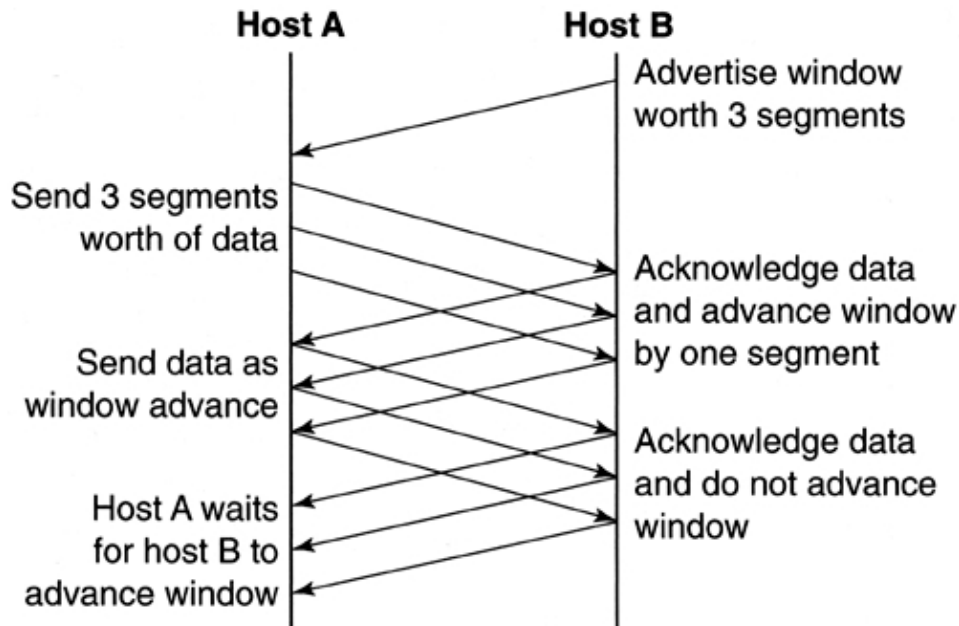 Host A
Host B
Advertise window
worth 3 segments
Send 3 segments
worth of data
Acknowledge data
and advance window
by one segment
Send data as
window advance
Acknowledge data
and do not advance
window
Host A waits
for host B to
advance window